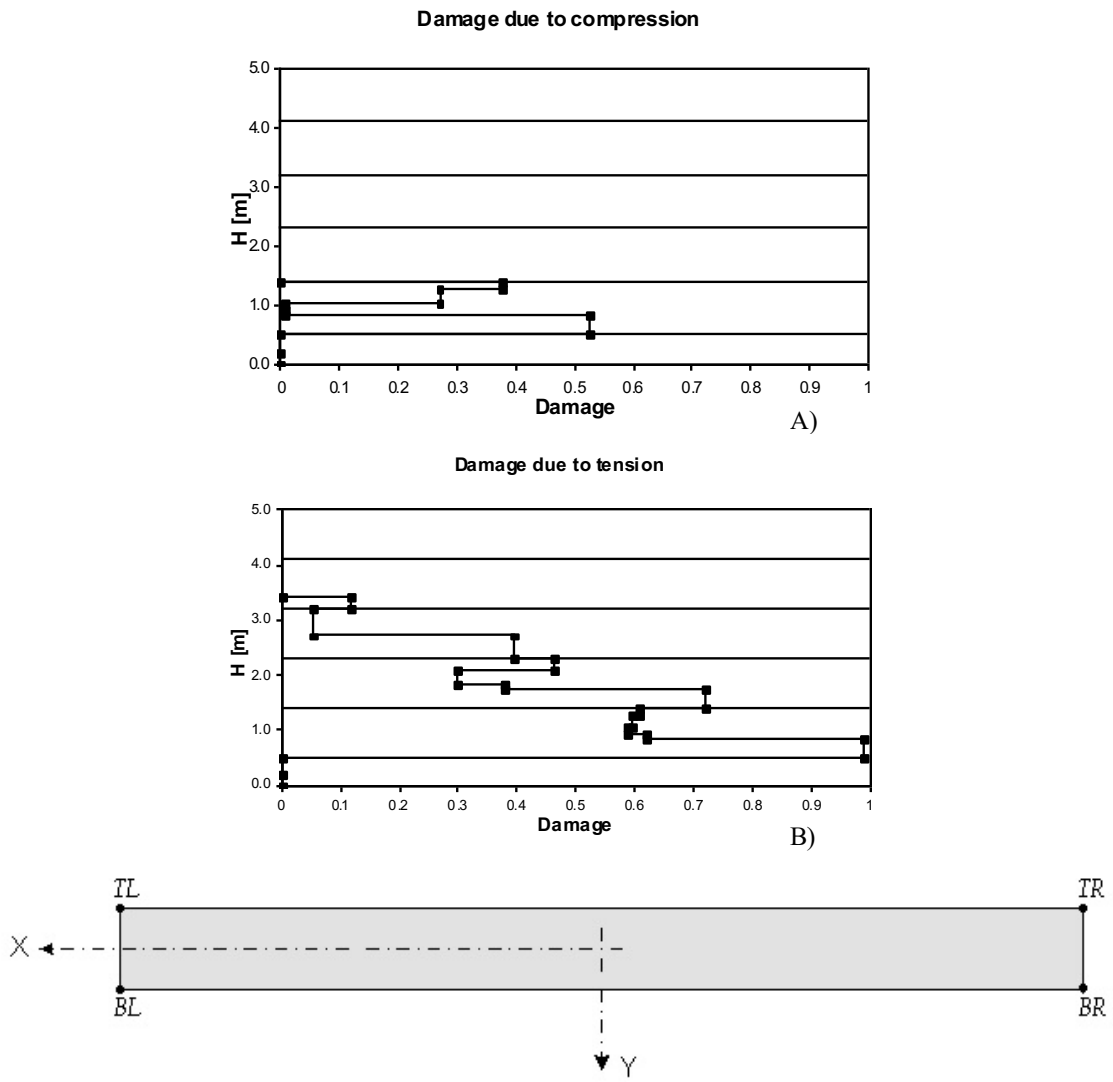 Damage due to compression
5.0
4.0
3.0
2.0
1.0
0.0
H [m]
0 0.1 0.2 0.3 0.4 0.5 0.6 0.7 0.8 0.9 1
Damage
A)
Damage due to tension
5.0
4.0
3.0
2.0
1.0
0.0
H [m]
0 0.1 0.2 0.3 0.4 0.5 0.6 0.7 0.8 0.9 1
Damage
B)
TL TR
X
BL BR
Y